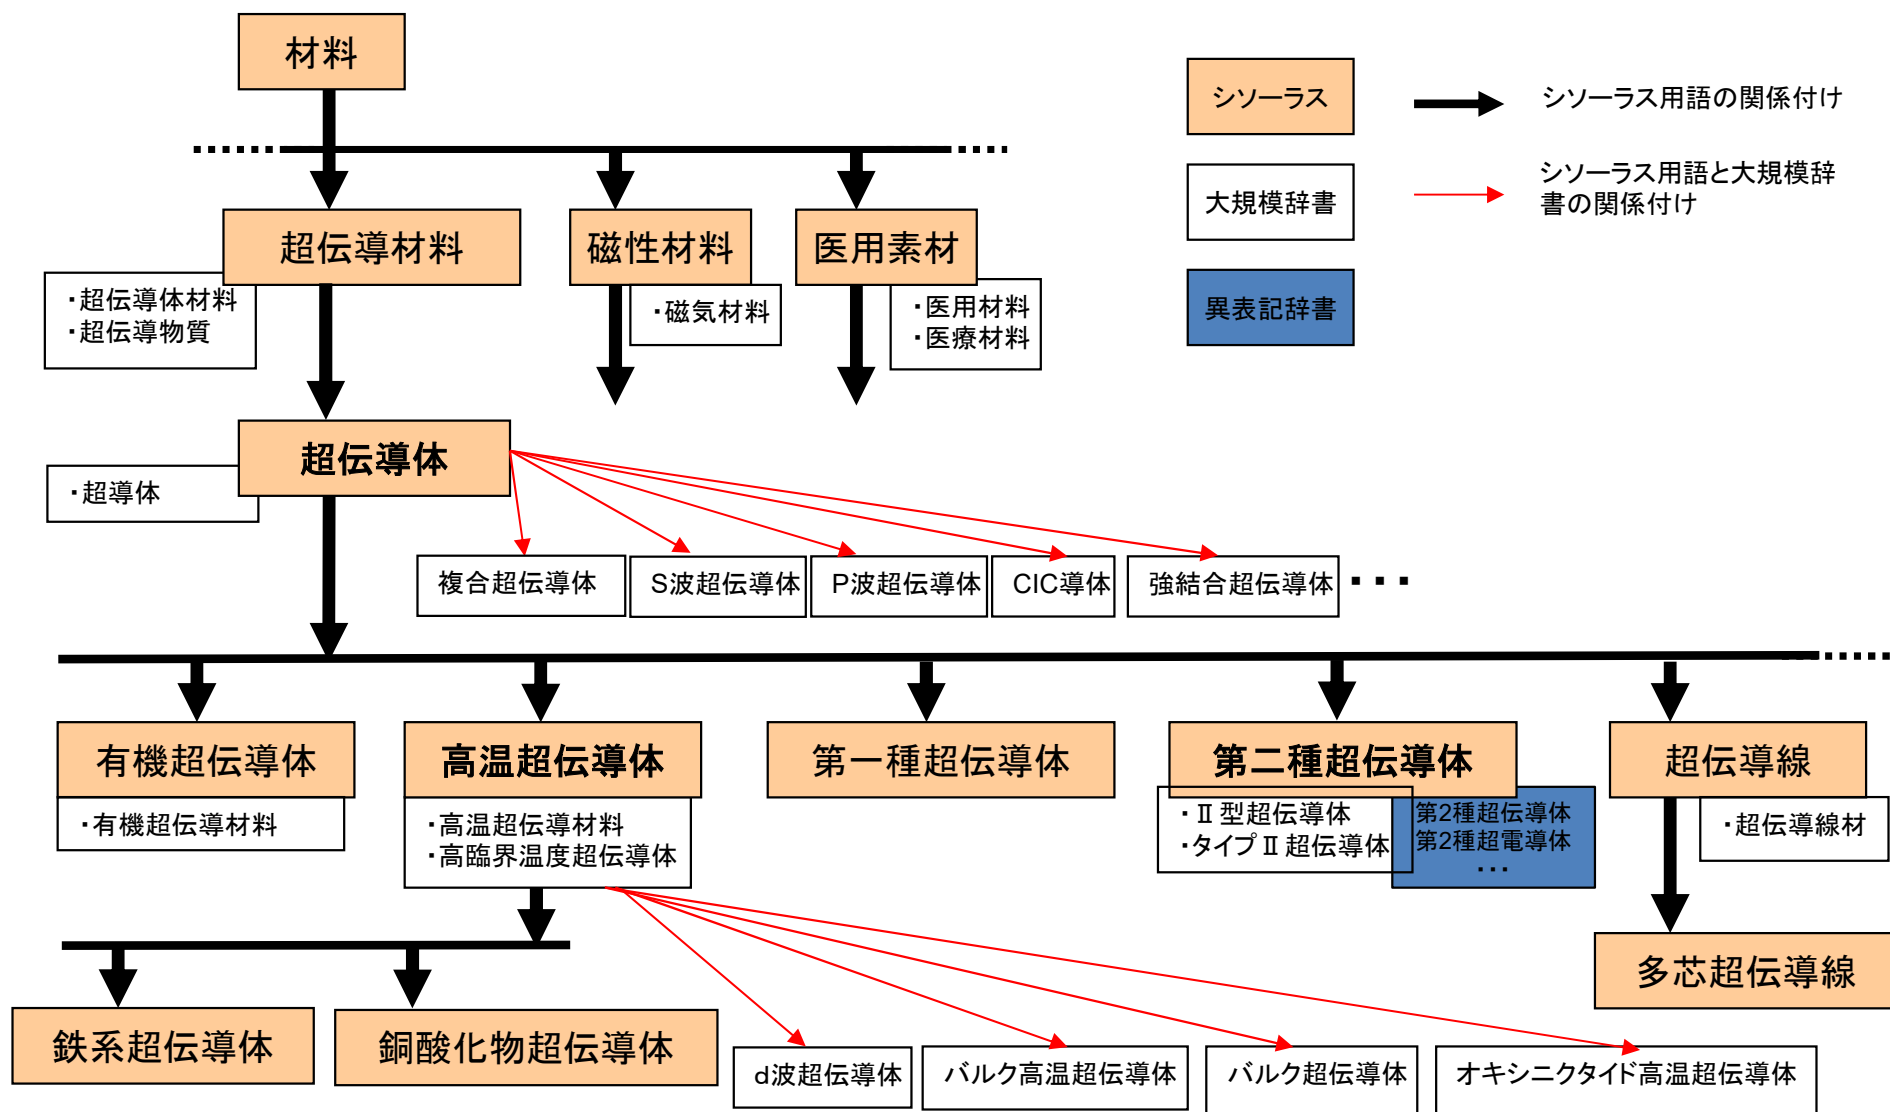 材料
シソーラス
シソーラス用語の関係付け
大規模辞書
シソーラス用語と大規模辞
書の関係付け
異表記辞書
超伝導材料
・超伝導体材料
・超伝導物質
磁性材料
・磁気材料
医用素材
・医用材料
・医療材料
超伝導体
・超導体
複合超伝導体
S波超伝導体
P波超伝導体
CIC導体
強結合超伝導体
・・・
有機超伝導体
・有機超伝導材料
高温超伝導体
・高温超伝導材料
・高臨界温度超伝導体
第一種超伝導体
第二種超伝導体
・Ⅱ型超伝導体
・タイプⅡ超伝導体
第2種超伝導体
第2種超電導体
・・・
超伝導線
・超伝導線材
多芯超伝導線
鉄系超伝導体
銅酸化物超伝導体
ｄ波超伝導体
バルク高温超伝導体
バルク超伝導体
オキシニクタイド高温超伝導体